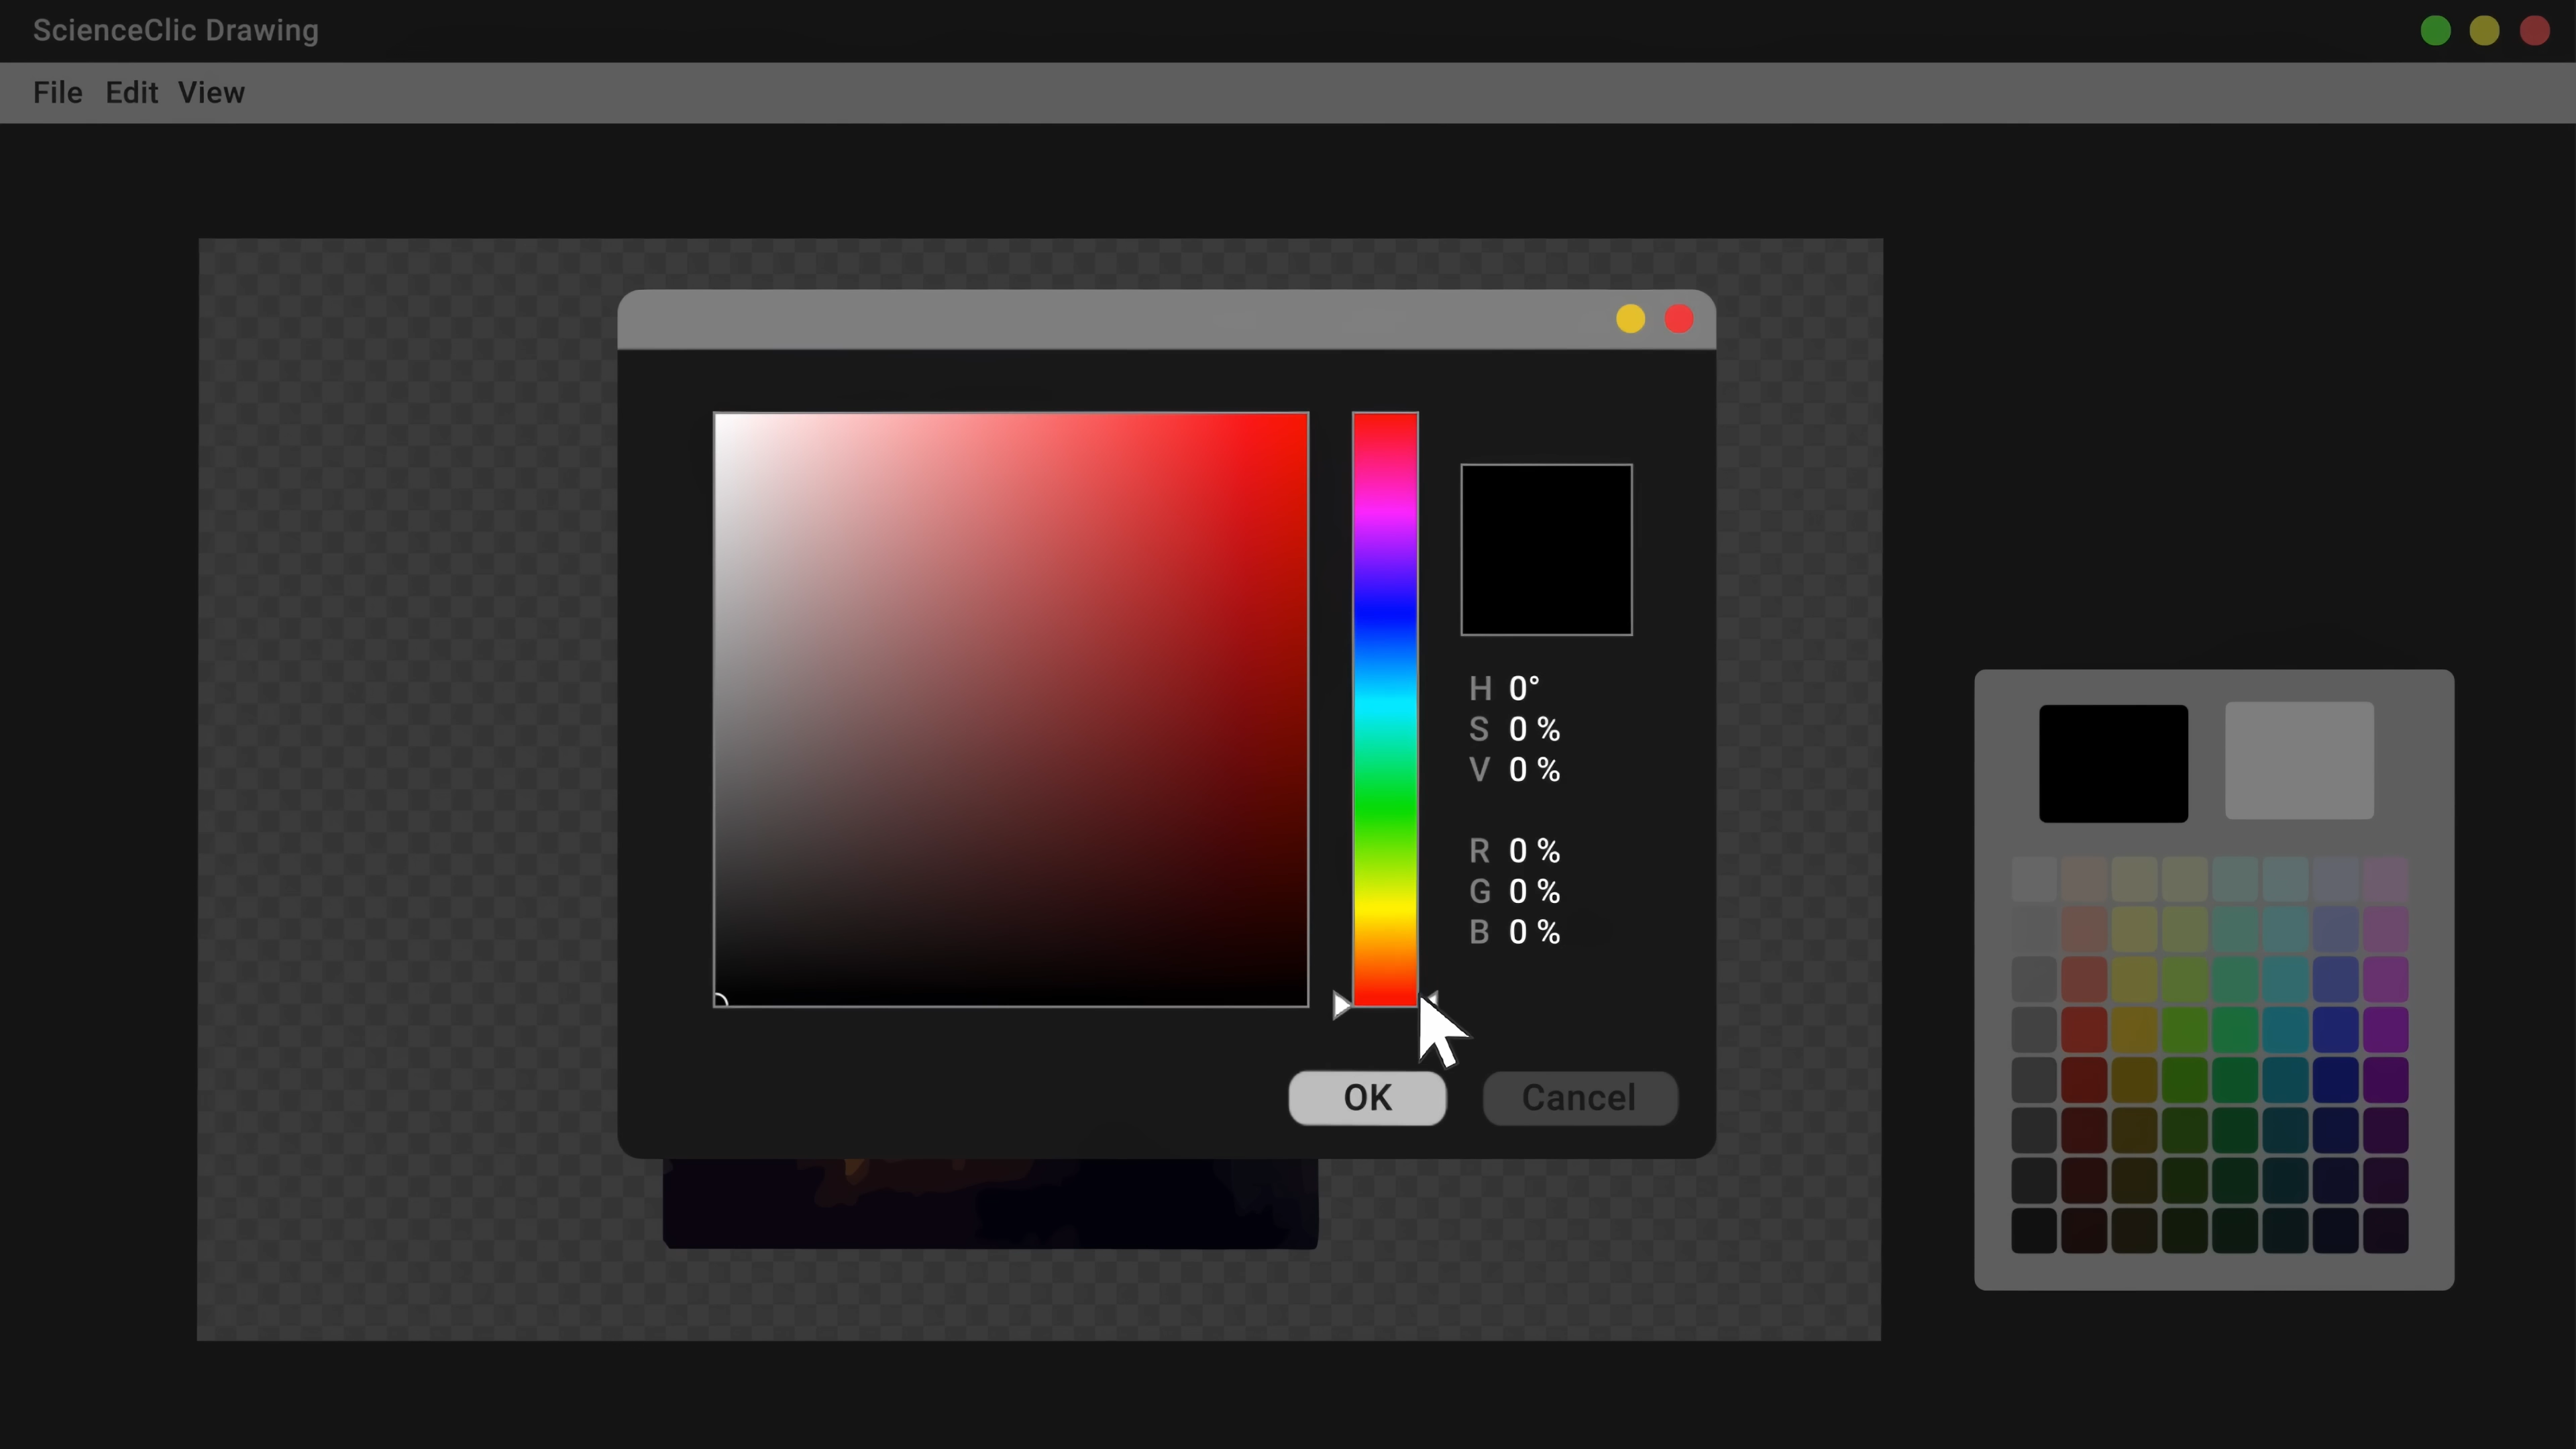 ScienceClic Drawing
File Edit View
H 0°
S 0 %
V 0 %
R 0 %
G 0 %
B 0 %
OK Cancel